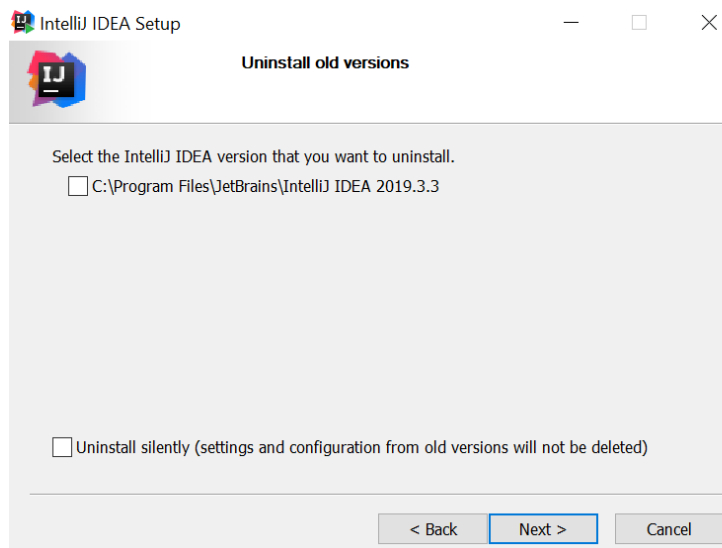 IntelliJ IDEA Setup
IJ
Uninstall old versions
IJ
Select the IntelliJ IDEA version that you want to uninstall.
C:\Program Files\JetBrains\IntelliJ IDEA 2019.3.3
Uninstall silently (settings and configuration from old versions will not be deleted)
< Back Next > Cancel